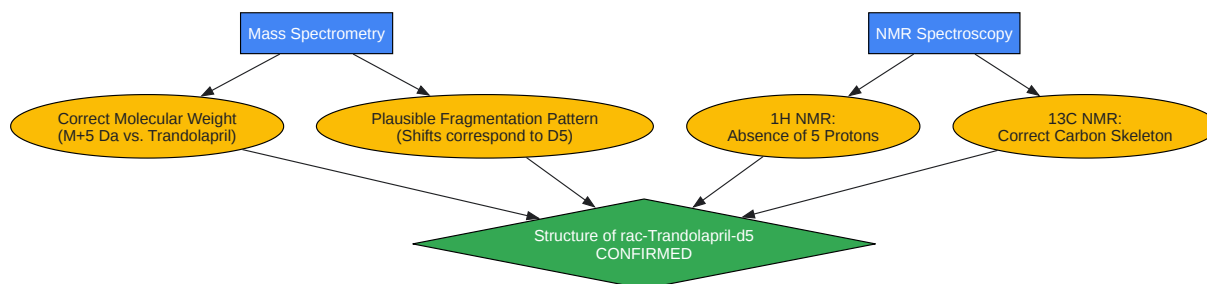 Mass Spectrometry
NMR Spectroscopy
Correct Molecular Weight
(M+5 Da vs. Trandolapril)
Plausible Fragmentation Pattern
(Shifts correspond to D5)
1H NMR:
Absence of 5 Protons
13C NMR:
Correct Carbon Skeleton
Structure of rac-Trandolapril-d5
CONFIRMED